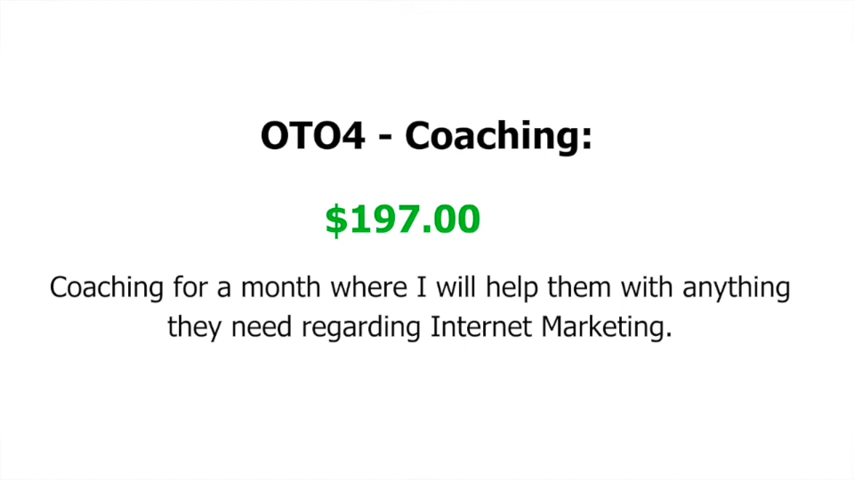 OTO4 - Coaching:
$197.00
Coaching for a month where I will help them with anything
they need regarding Internet Marketing.